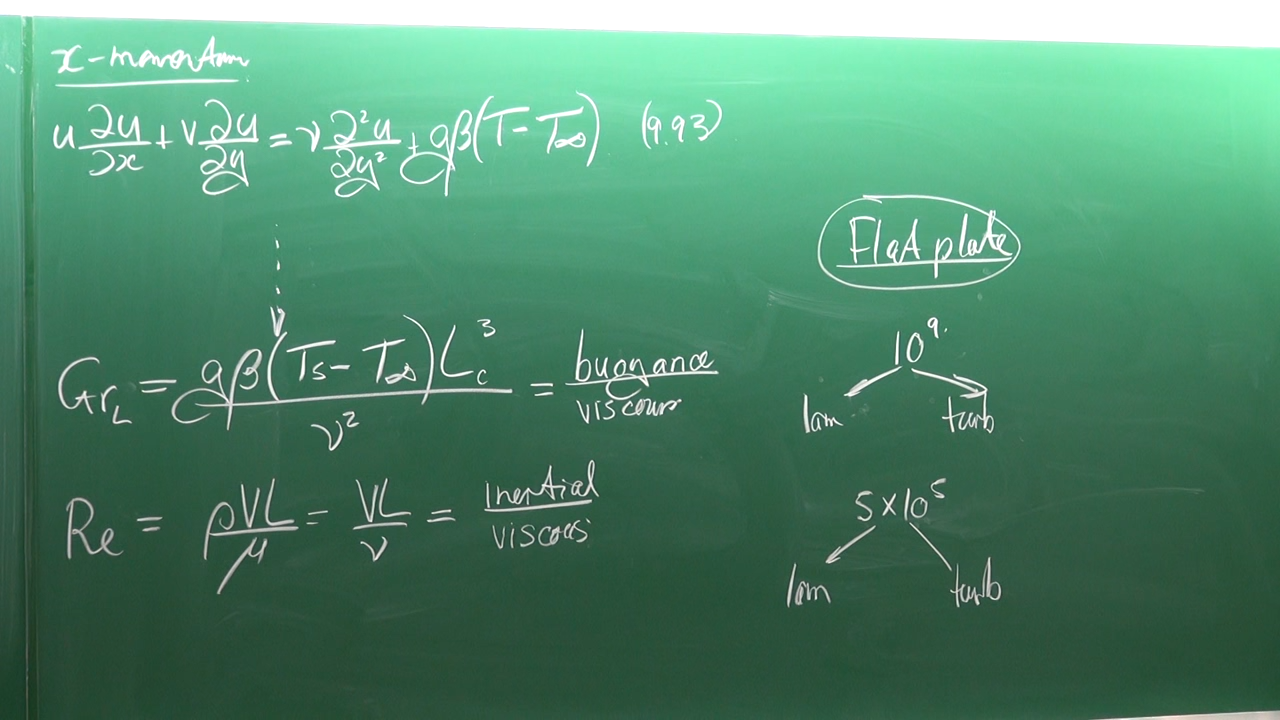 x-momentum
u ∂u/∂x + v ∂u/∂y = ν ∂²u/∂y² + gβ(T - T∞) (9.93)
Flat plate
Gr_L = gβ(Ts - T∞)L_c³ / ν² = buoyance / viscous
10⁹.
lam turb
Re = ρVL/μ = VL/ν = inertial / viscous
5×10⁵
lam turb